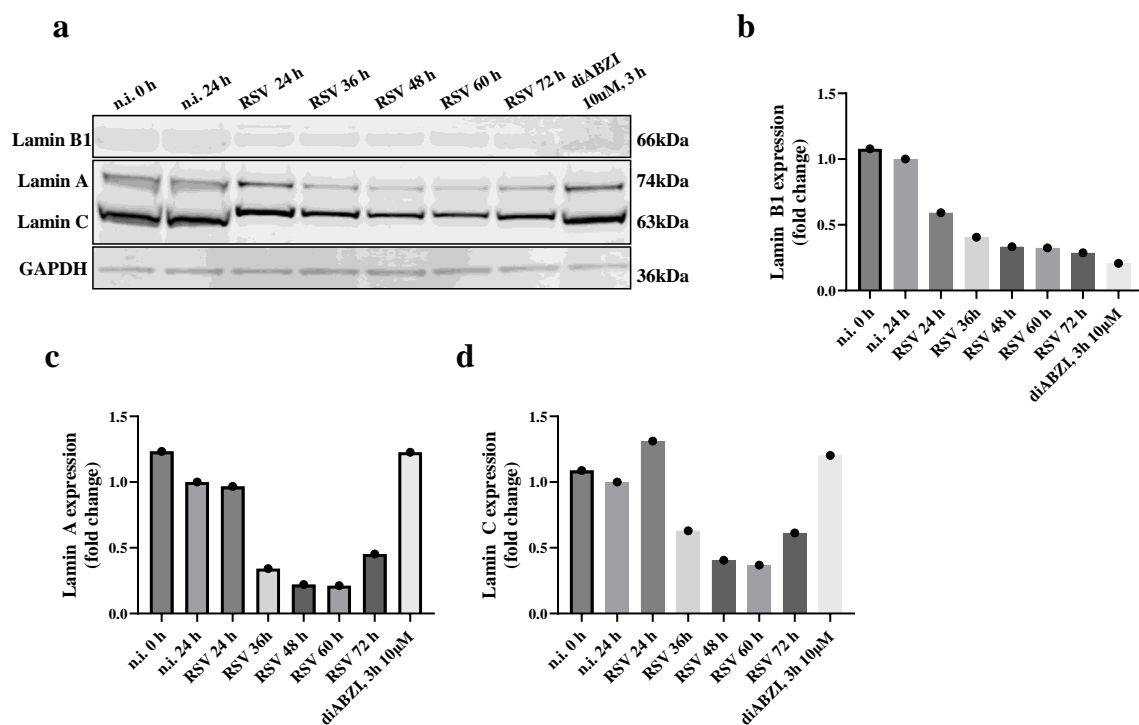 a
n.i. 0 h
n.i. 24 h
RSV 24 h
RSV 36 h
RSV 48 h
RSV 60 h
RSV 72 h
diABZI
10uM, 3 h
Lamin B1
66kDa
Lamin A
74kDa
Lamin C
63kDa
GAPDH
36kDa
b
Lamin B1 expression
(fold change)
1.5
1.0
0.5
0.0
n.i. 0 h
n.i. 24 h
RSV 24 h
RSV 36h
RSV 48 h
RSV 60 h
RSV 72 h
diABZI, 3h 10µM
c
Lamin A expression
(fold change)
1.5
1.0
0.5
0.0
n.i. 0 h
n.i. 24 h
RSV 24 h
RSV 36h
RSV 48 h
RSV 60 h
RSV 72 h
diABZI, 3h 10µM
d
Lamin C expression
(fold change)
1.5
1.0
0.5
0.0
n.i. 0 h
n.i. 24 h
RSV 24 h
RSV 36h
RSV 48 h
RSV 60 h
RSV 72 h
diABZI, 3h 10µM